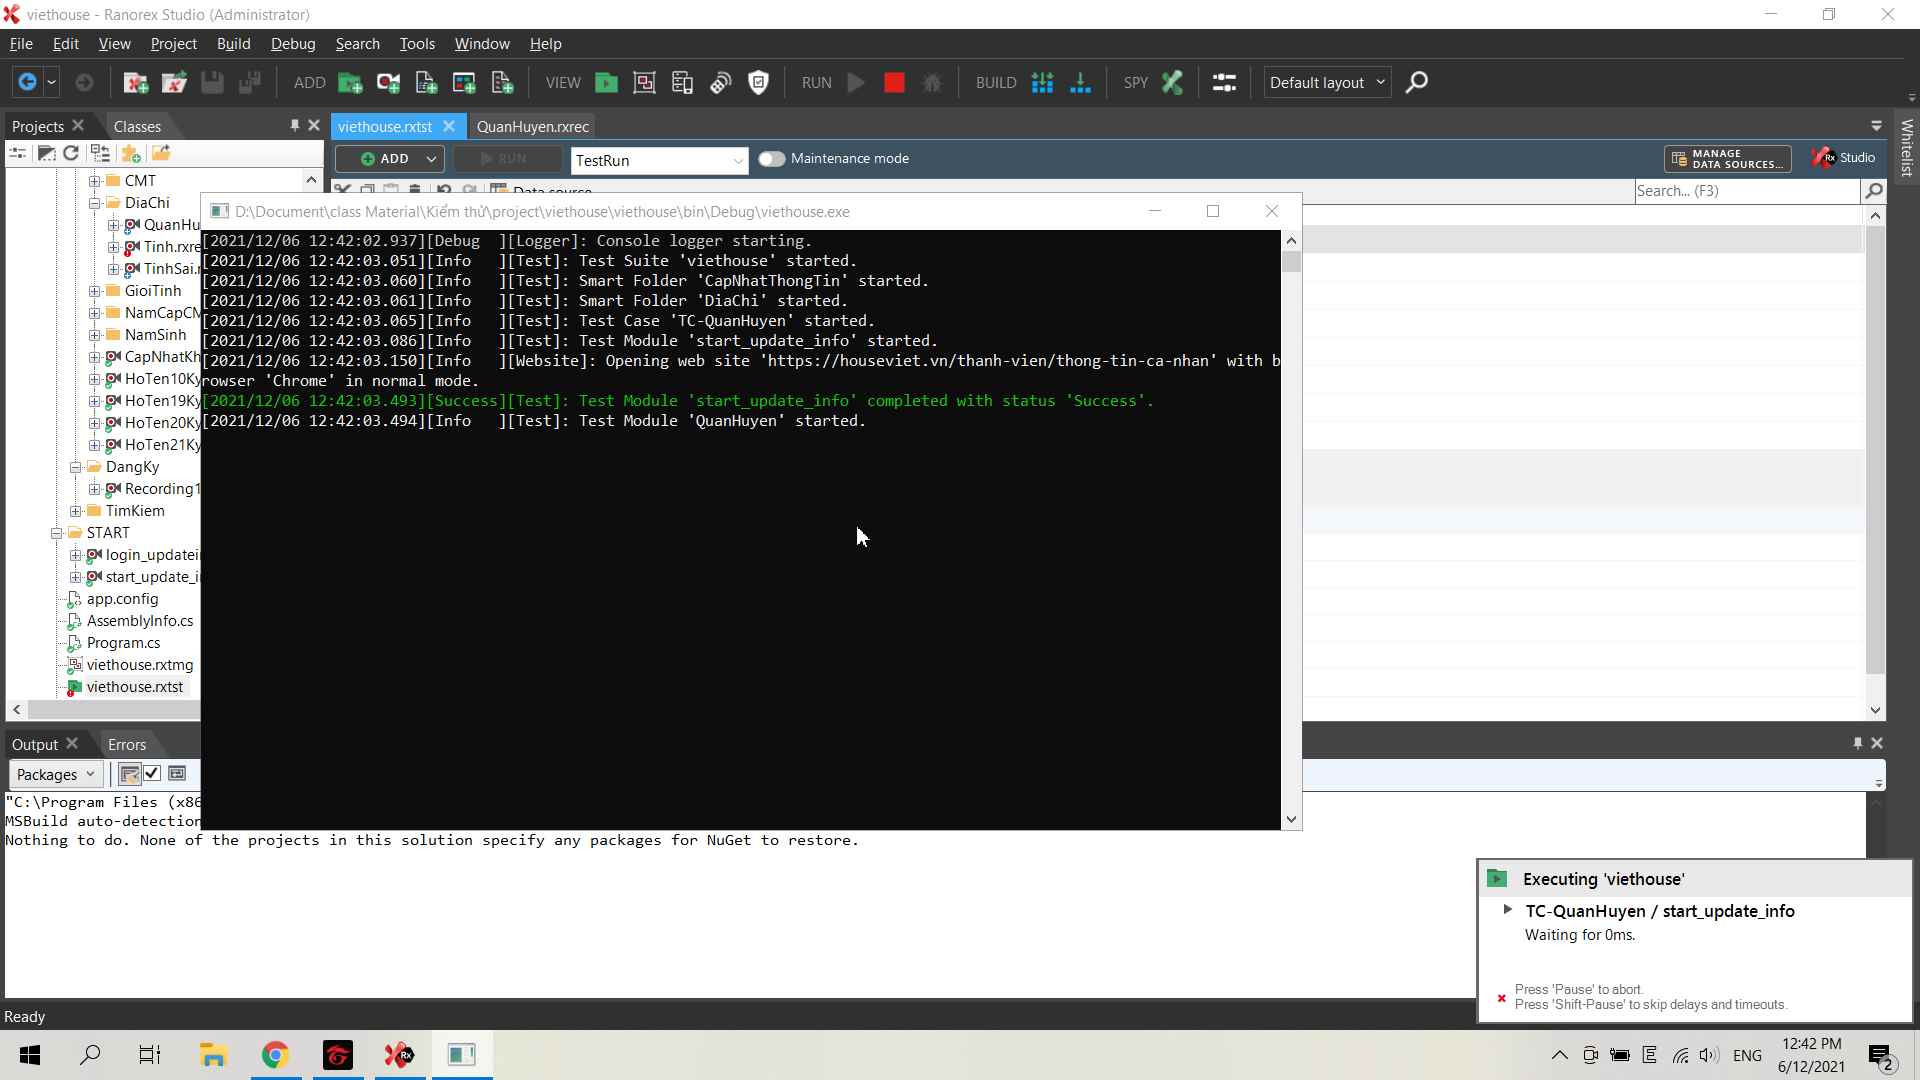 viethouse - Ranorex Studio (Administrator)
File Edit View Project Build Debug Search Tools Window Help
ADD VIEW RUN BUILD SPY Default layout
Projects Classes viethouse.rxtst QuanHuyen.rxrec Whitelist
ADD RUN TestRun Maintenance mode MANAGE DATA SOURCES... Rx Studio
Data source Search... (F3)
CMT
DiaChi
QuanHu
Tinh.rxre
TinhSai.r
GioiTinh
NamCapCM
NamSinh
CapNhatKh
HoTen10Ky
HoTen19Ky
HoTen20Ky
HoTen21Ky
DangKy
Recording1
TimKiem
START
login_updatei
start_update_i
app.config
AssemblyInfo.cs
Program.cs
viethouse.rxtmg
viethouse.rxtst
D:\Document\class Material\Kiểm thử\project\viethouse\viethouse\bin\Debug\viethouse.exe
[2021/12/06 12:42:02.937][Debug  ][Logger]: Console logger starting.
[2021/12/06 12:42:03.051][Info   ][Test]: Test Suite 'viethouse' started.
[2021/12/06 12:42:03.060][Info   ][Test]: Smart Folder 'CapNhatThongTin' started.
[2021/12/06 12:42:03.061][Info   ][Test]: Smart Folder 'DiaChi' started.
[2021/12/06 12:42:03.065][Info   ][Test]: Test Case 'TC-QuanHuyen' started.
[2021/12/06 12:42:03.086][Info   ][Test]: Test Module 'start_update_info' started.
[2021/12/06 12:42:03.150][Info   ][Website]: Opening web site 'https://houseviet.vn/thanh-vien/thong-tin-ca-nhan' with b
rowser 'Chrome' in normal mode.
[2021/12/06 12:42:03.493][Success][Test]: Test Module 'start_update_info' completed with status 'Success'.
[2021/12/06 12:42:03.494][Info   ][Test]: Test Module 'QuanHuyen' started.
Output Errors
Packages
"C:\Program Files (x86
MSBuild auto-detection
Nothing to do. None of the projects in this solution specify any packages for NuGet to restore.
Executing 'viethouse'
TC-QuanHuyen / start_update_info
Waiting for 0ms.
Press 'Pause' to abort.
Press 'Shift-Pause' to skip delays and timeouts.
Ready
ENG
12:42 PM
6/12/2021
2